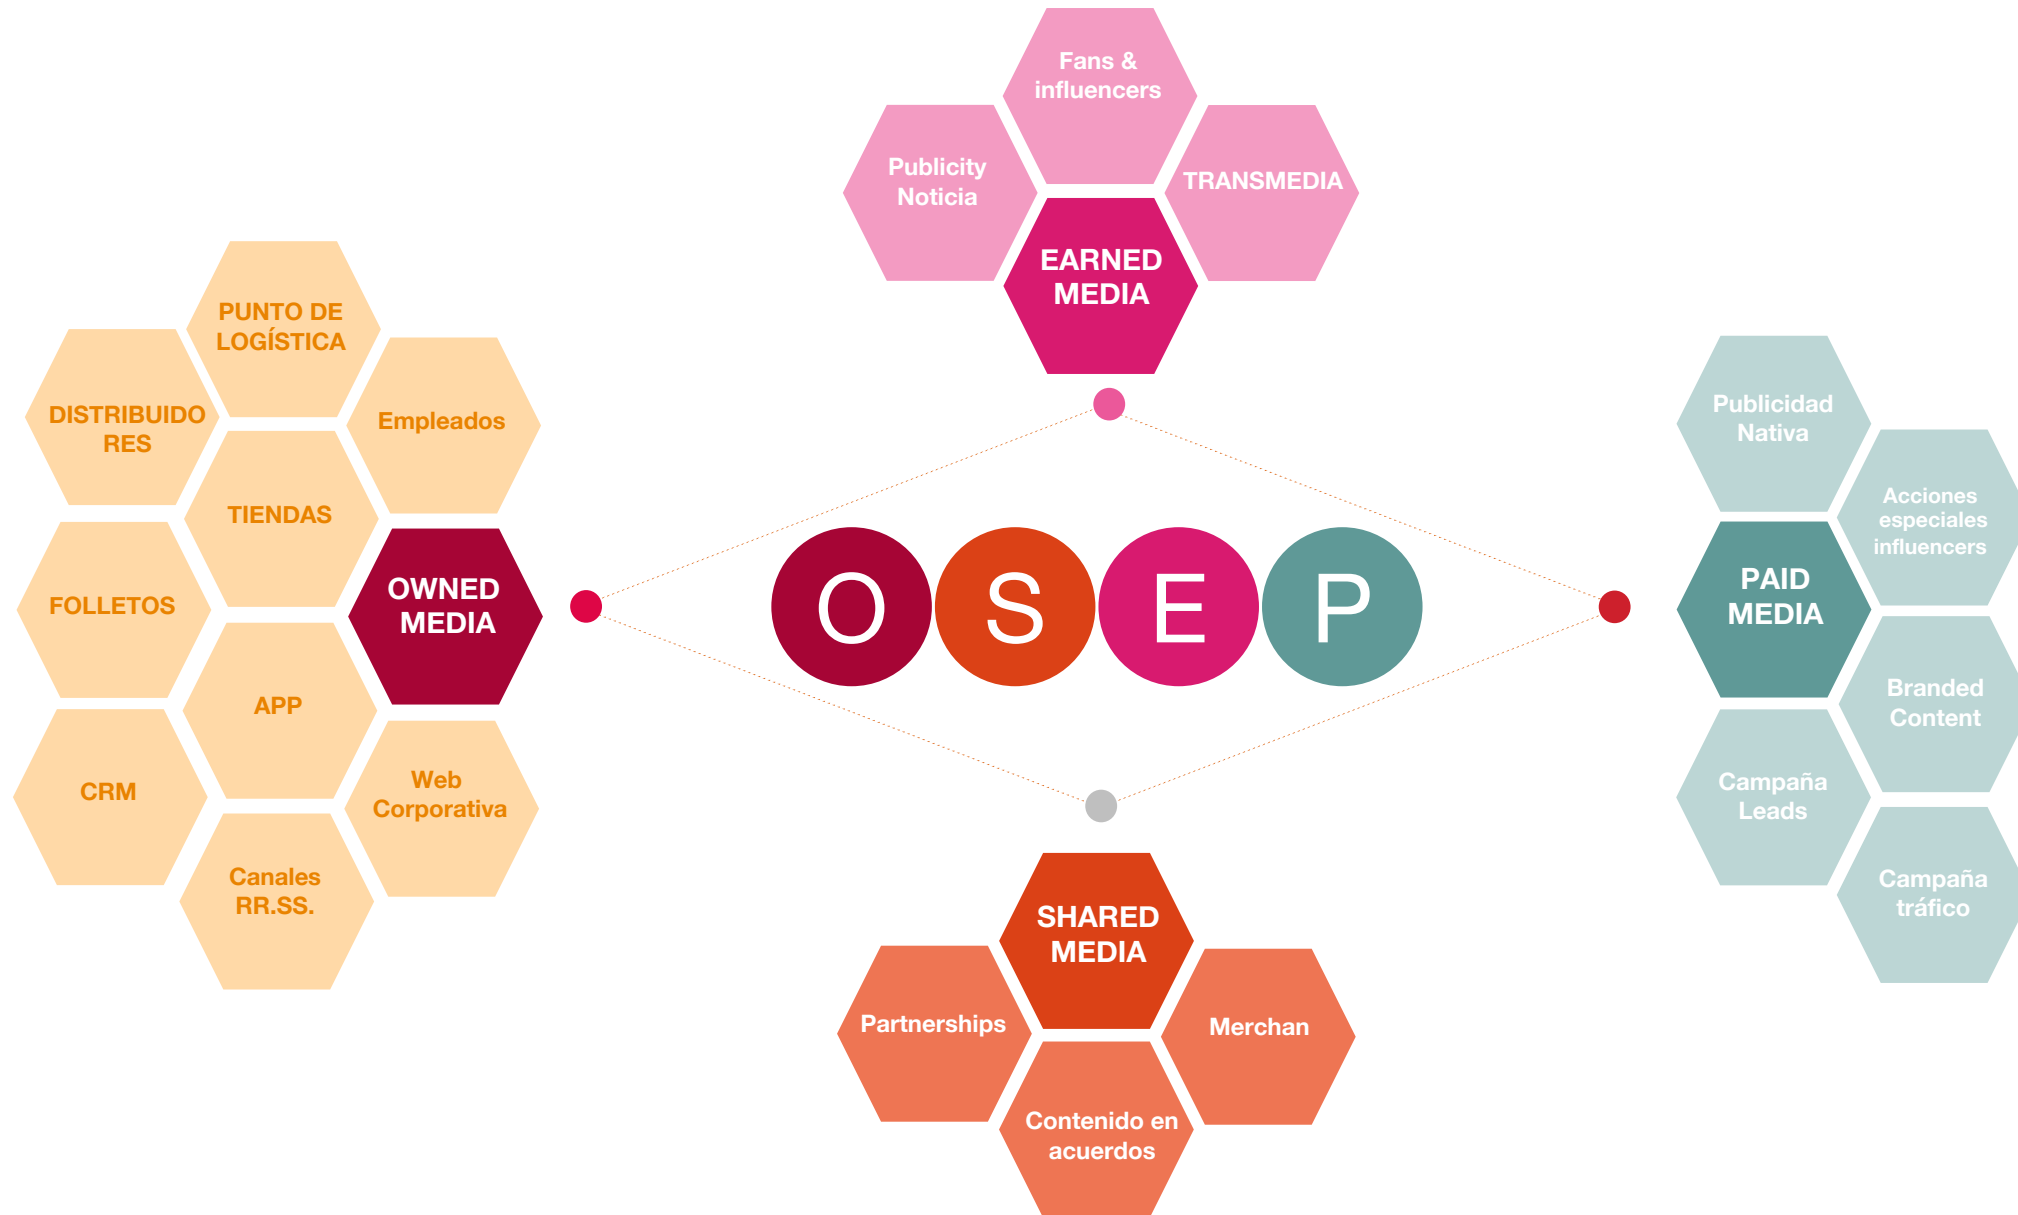 Fans &
influencers
Publicity
Noticia
TRANSMEDIA
EARNED
MEDIA
PUNTO DE
LOGÍSTICA
DISTRIBUIDO
RES
Empleados
TIENDAS
FOLLETOS
OWNED
MEDIA
APP
CRM
Web
Corporativa
Canales
RR.SS.
O S E P
Publicidad
Nativa
Acciones
especiales
influencers
PAID
MEDIA
Branded
Content
Campaña
Leads
Campaña
tráfico
SHARED
MEDIA
Partnerships
Merchan
Contenido en
acuerdos